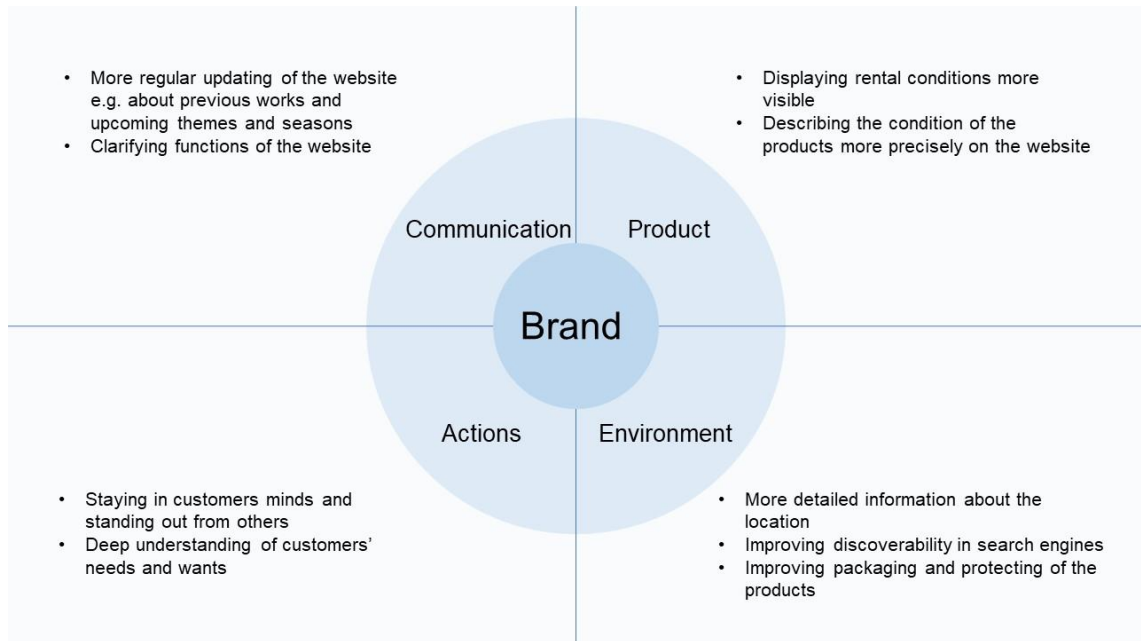 • More regular updating of the website
e.g. about previous works and
upcoming themes and seasons
• Clarifying functions of the website
• Displaying rental conditions more
visible
• Describing the condition of the
products more precisely on the website
Communication
Product
Brand
Actions
Environment
• Staying in customers minds and
standing out from others
• Deep understanding of customers’
needs and wants
• More detailed information about the
location
• Improving discoverability in search engines
• Improving packaging and protecting of the
products